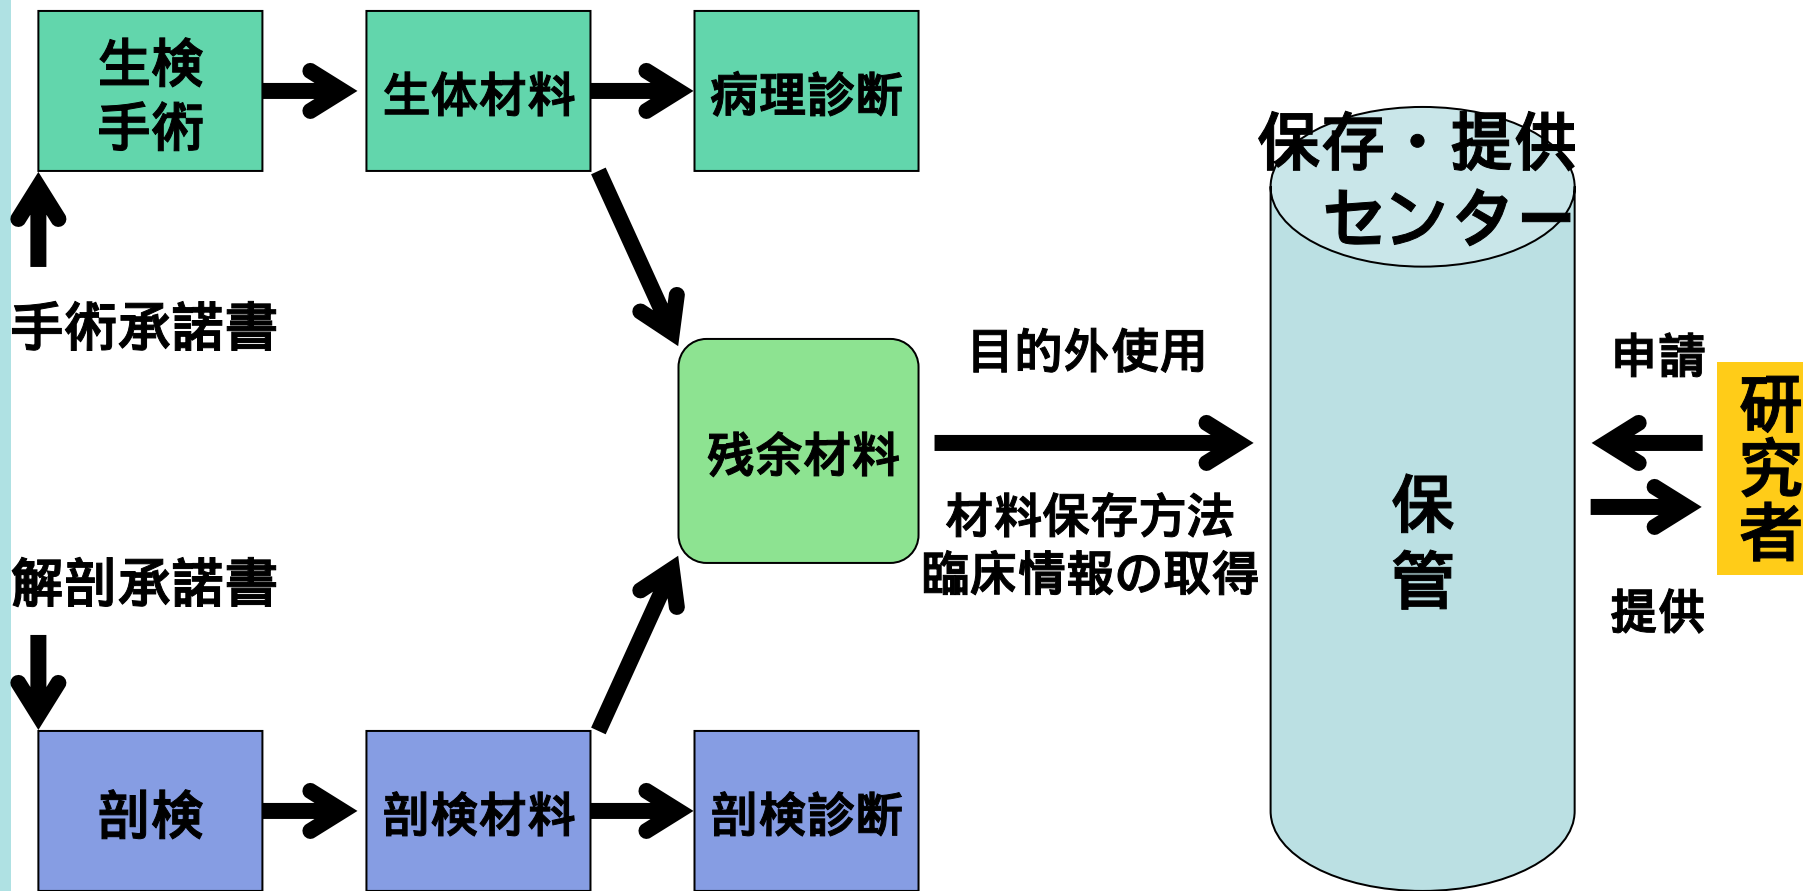 生検
手術
生体材料
病理診断
手術承諾書
解剖承諾書
剖検
剖検材料
剖検診断
残余材料
目的外使用
材料保存方法
臨床情報の取得
保存・提供
センター
保
管
申請
提供
研究者